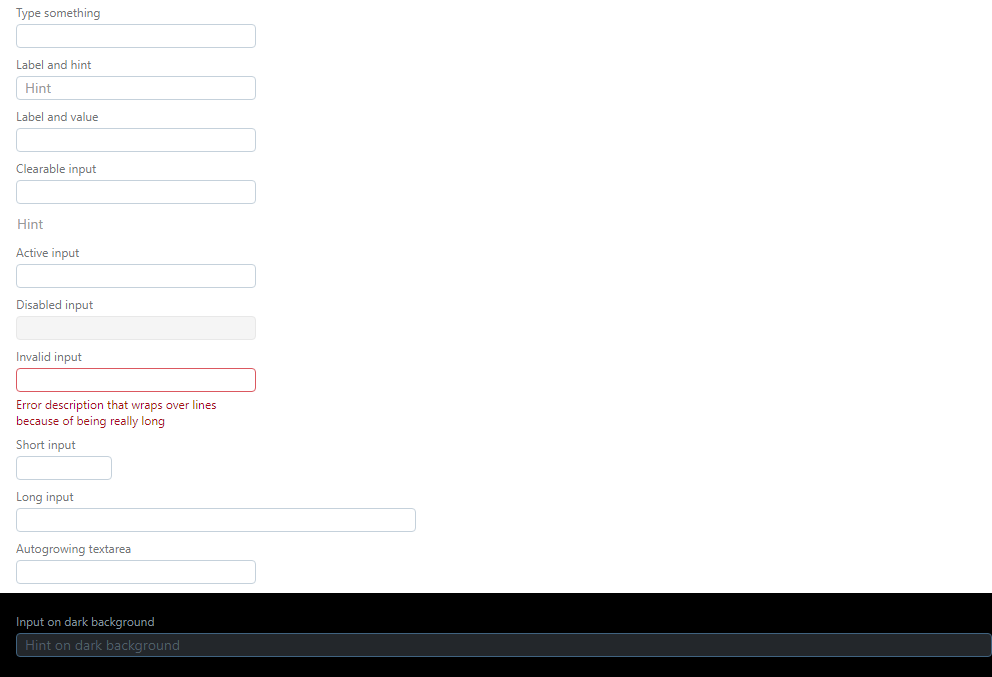 Type something
Label and hint
Hint
Label and value
Clearable input
Hint
Active input
Disabled input
Invalid input
Error description that wraps over lines
because of being really long
Short input
Long input
Autogrowing textarea
Input on dark background
Hint on dark background